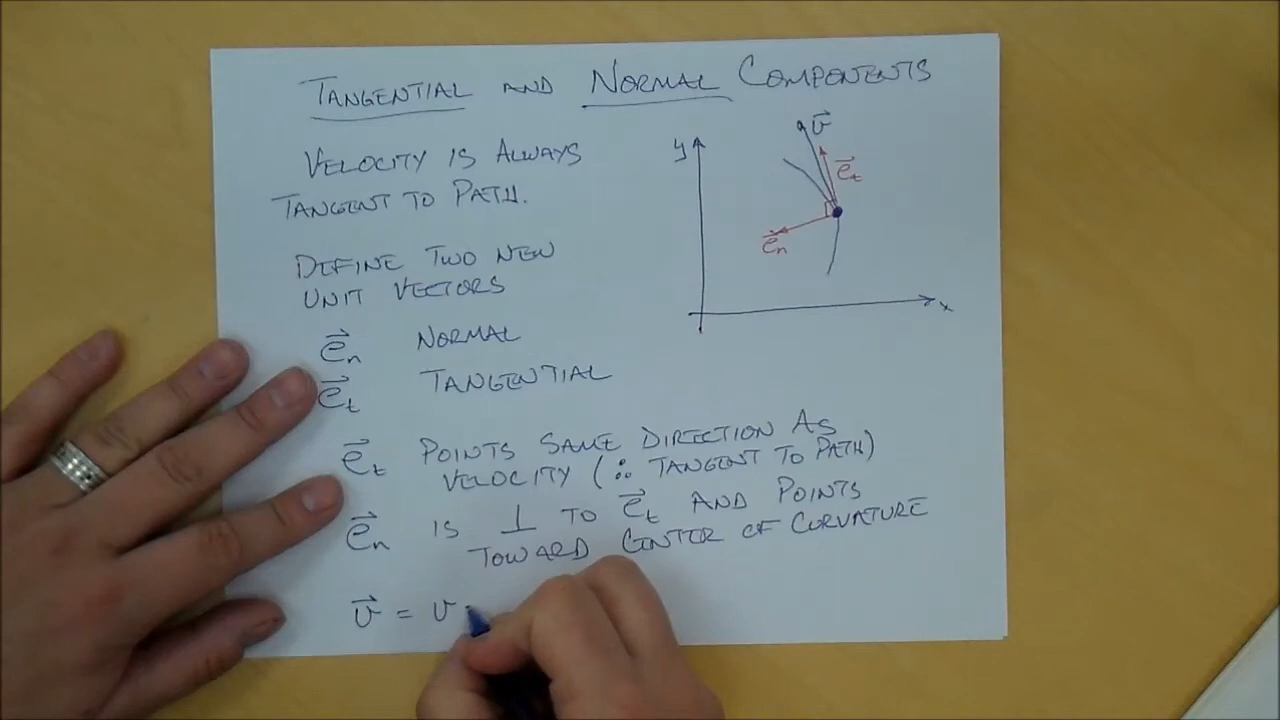 TANGENTIAL AND NORMAL COMPONENTS
VELOCITY IS ALWAYS
TANGENT TO PATH.
DEFINE TWO NEW
UNIT VECTORS
e⃗n NORMAL
e⃗t TANGENTIAL
e⃗t POINTS SAME DIRECTION AS
VELOCITY (∴ TANGENT TO PATH)
e⃗n IS ⊥ TO e⃗t AND POINTS
TOWARD CENTER OF CURVATURE
v⃗ = v
y
v⃗
e⃗t
e⃗n
x